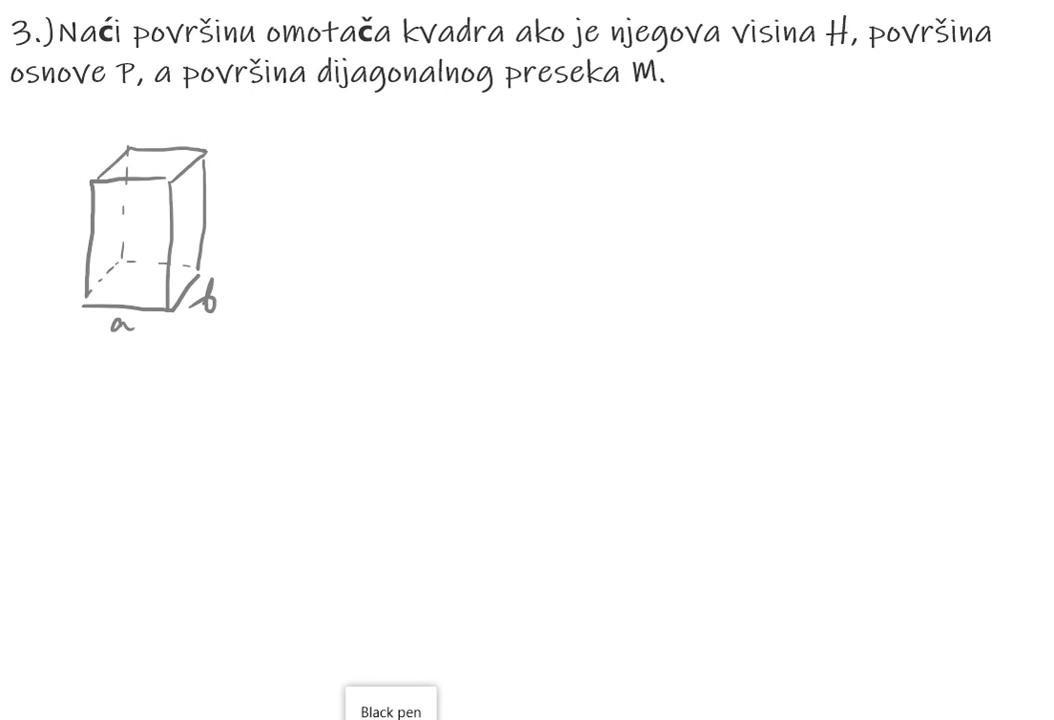 3.) Naći površinu omotača kvadra ako je njegova visina H, površina
osnove P, a površina dijagonalnog preseka M.
a
b
Black pen